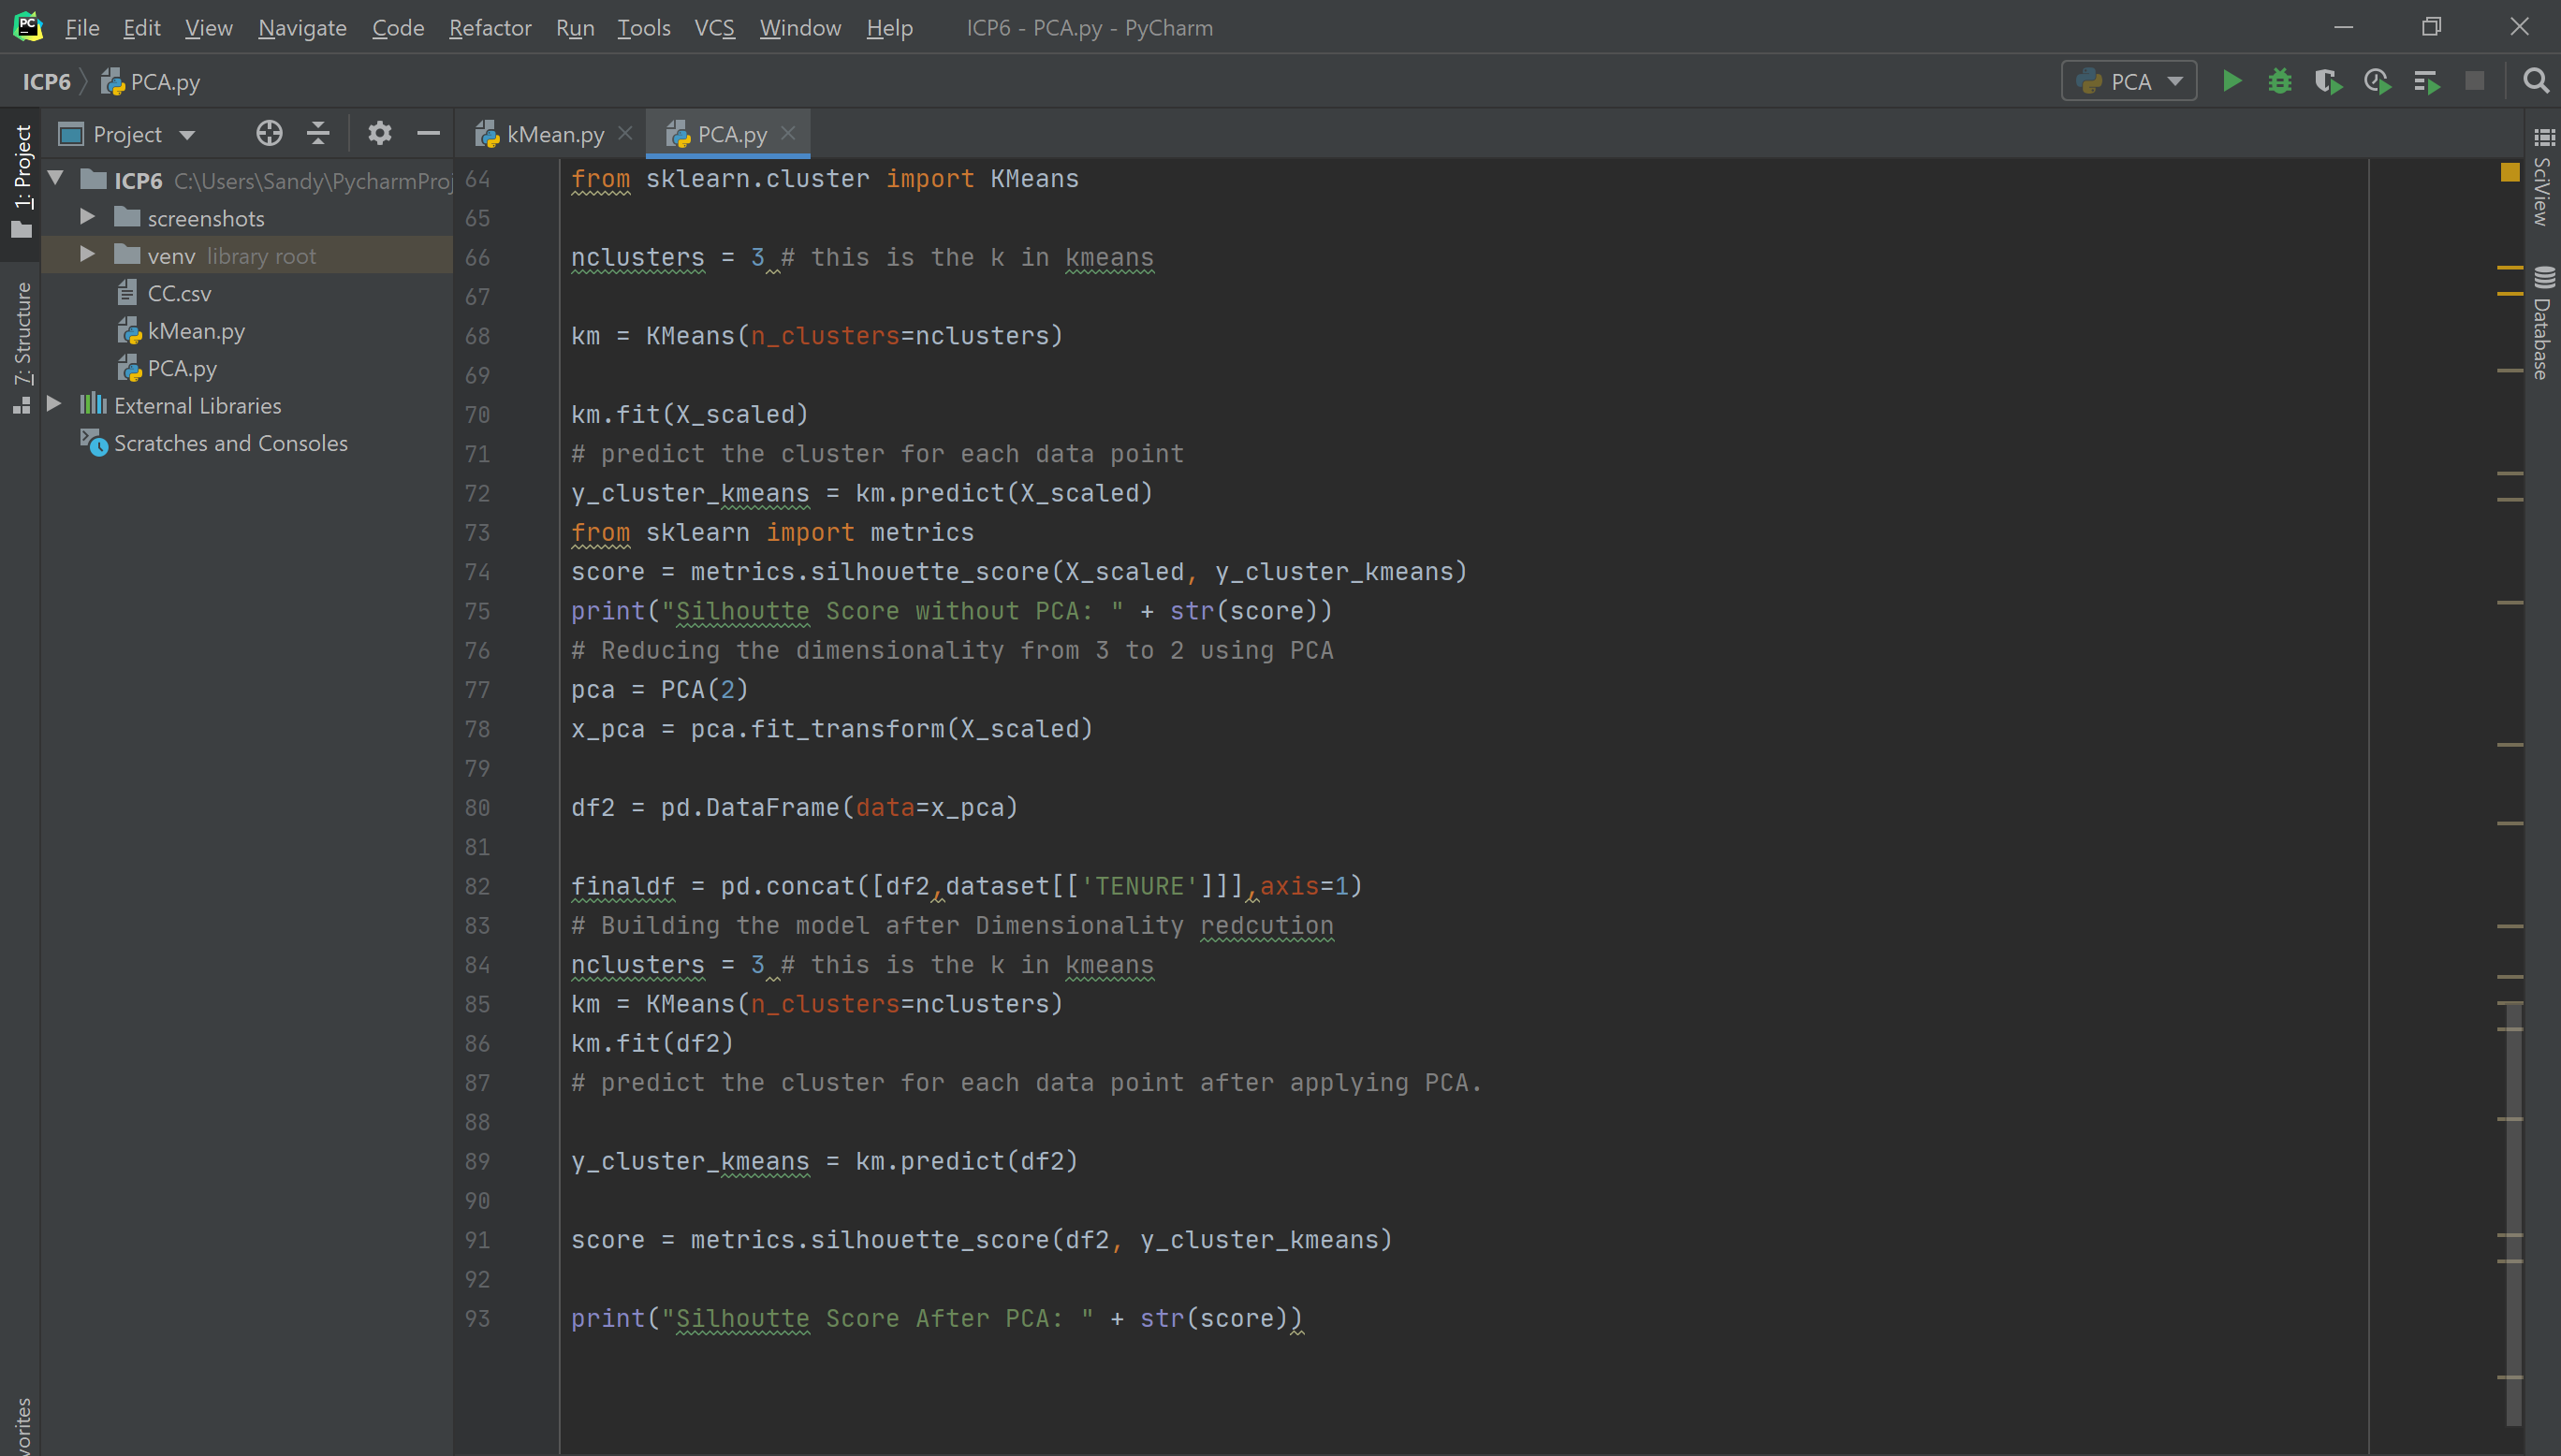 PC File Edit View Navigate Code Refactor Run Tools VCS Window Help ICP6 - PCA.py - PyCharm
ICP6 PCA.py PCA
Project kMean.py PCA.py
1: Project
7: Structure
SciView
Database
ICP6 C:\Users\Sandy\PycharmProj
screenshots
venv library root
CC.csv
kMean.py
PCA.py
External Libraries
Scratches and Consoles
64 from sklearn.cluster import KMeans
65
66 nclusters = 3 # this is the k in kmeans
67
68 km = KMeans(n_clusters=nclusters)
69
70 km.fit(X_scaled)
71 # predict the cluster for each data point
72 y_cluster_kmeans = km.predict(X_scaled)
73 from sklearn import metrics
74 score = metrics.silhouette_score(X_scaled, y_cluster_kmeans)
75 print("Silhoutte Score without PCA: " + str(score))
76 # Reducing the dimensionality from 3 to 2 using PCA
77 pca = PCA(2)
78 x_pca = pca.fit_transform(X_scaled)
79
80 df2 = pd.DataFrame(data=x_pca)
81
82 finaldf = pd.concat([df2,dataset[['TENURE']]],axis=1)
83 # Building the model after Dimensionality redcution
84 nclusters = 3 # this is the k in kmeans
85 km = KMeans(n_clusters=nclusters)
86 km.fit(df2)
87 # predict the cluster for each data point after applying PCA.
88
89 y_cluster_kmeans = km.predict(df2)
90
91 score = metrics.silhouette_score(df2, y_cluster_kmeans)
92
93 print("Silhoutte Score After PCA: " + str(score))
vorites